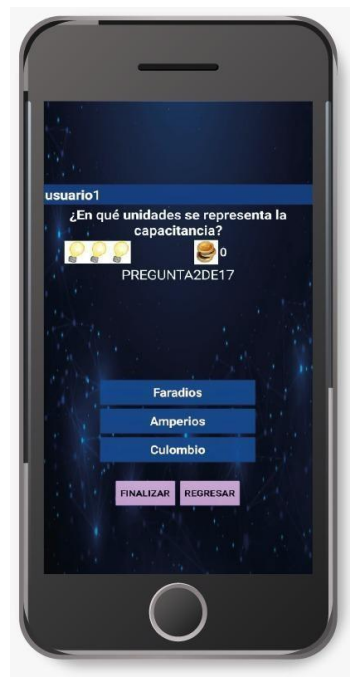 usuario1
¿En qué unidades se representa la
capacitancia?
0
PREGUNTA2DE17
Faradios
Amperios
Culombio
FINALIZAR REGRESAR